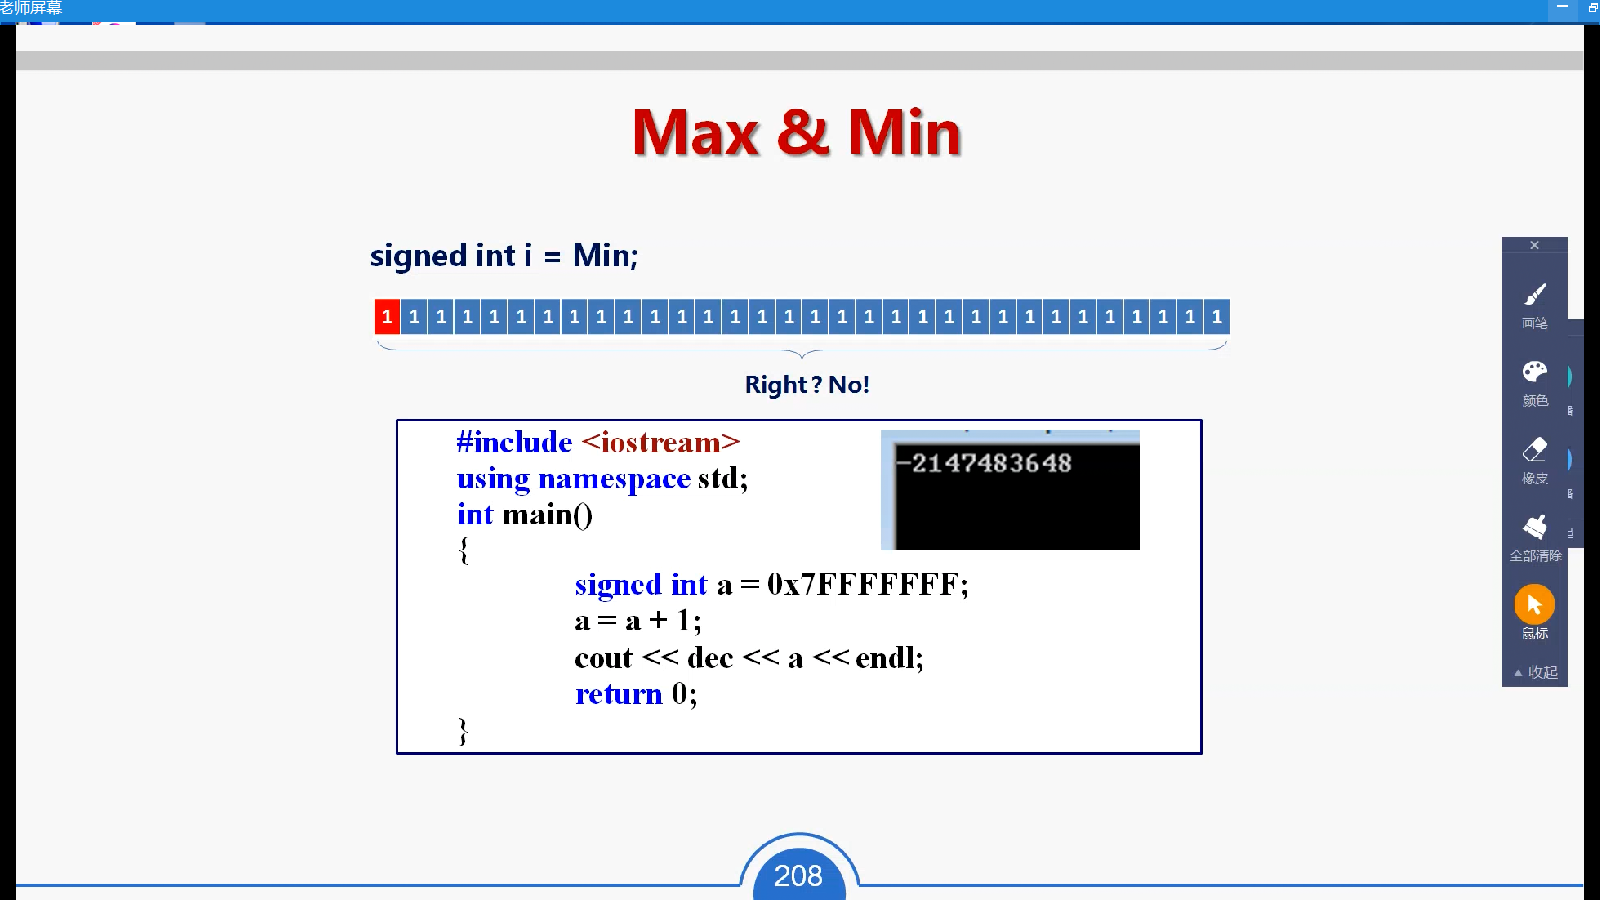 老师屏幕
Max & Min
signed int i = Min;
1 1 1 1 1 1 1 1 1 1 1 1 1 1 1 1 1 1 1 1 1 1 1 1 1 1 1 1 1 1 1 1
Right? No!
#include <iostream>
using namespace std;
int main()
{
signed int a = 0x7FFFFFFF;
a = a + 1;
cout << dec << a << endl;
return 0;
}
-2147483648
画笔
颜色
橡皮
全部清除
鼠标
收起
208